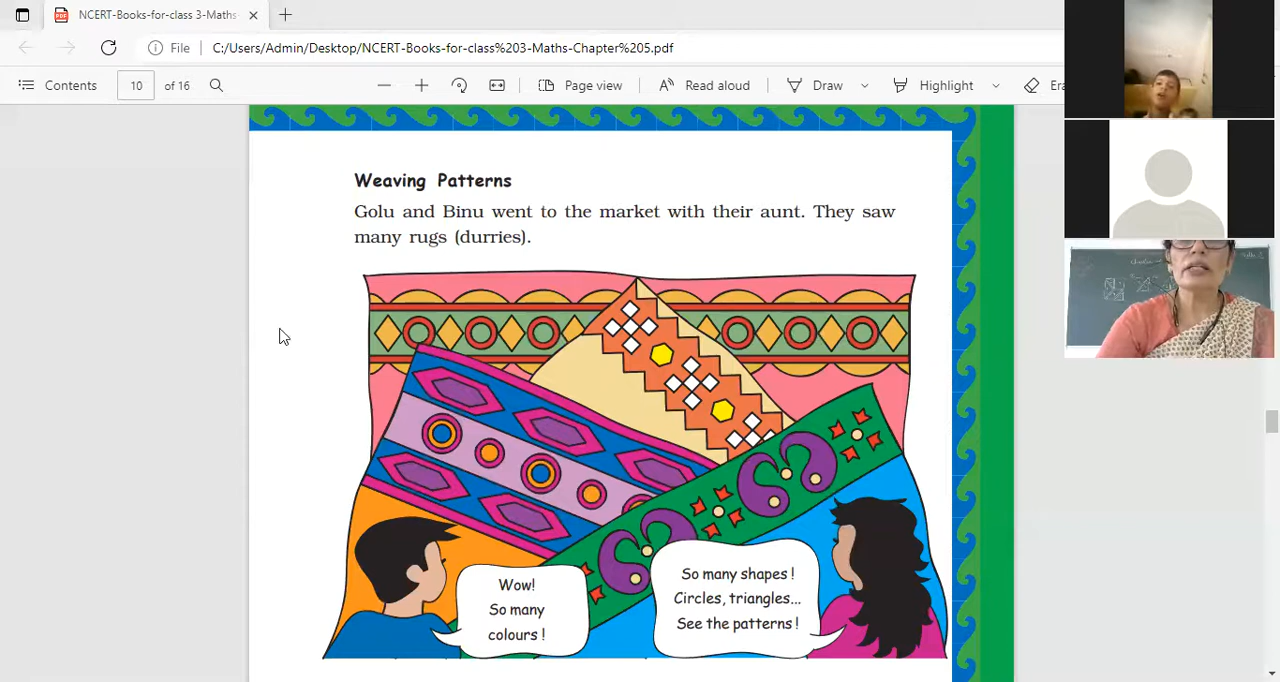 NCERT-Books-for-class 3-Maths-
File C:/Users/Admin/Desktop/NCERT-Books-for-class%203-Maths-Chapter%205.pdf
Contents 10 of 16 Page view Read aloud Draw Highlight
Weaving Patterns
Golu and Binu went to the market with their aunt. They saw
many rugs (durries).
Wow!
So many
colours !
So many shapes !
Circles, triangles...
See the patterns !